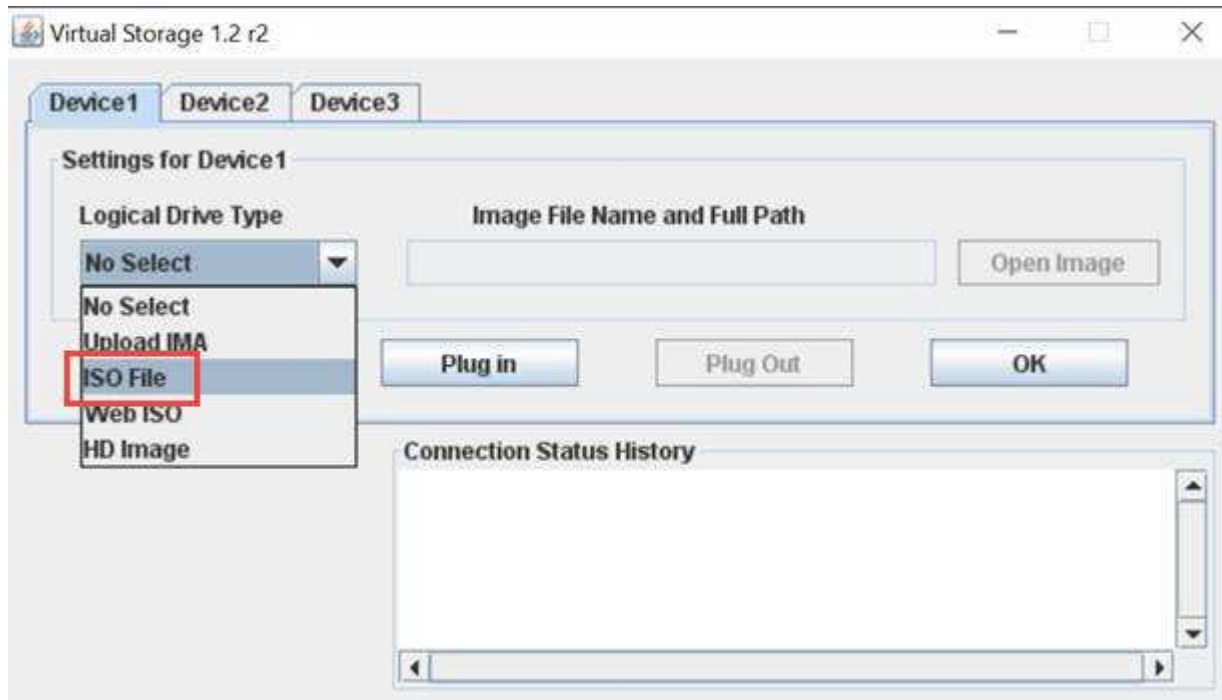 Virtual Storage 1.2 r2
Device1 Device2 Device3
Settings for Device1
Logical Drive Type Image File Name and Full Path
No Select Open Image
No Select
Upload IMA
ISO File
Web ISO
HD Image
Plug in Plug Out OK
Connection Status History